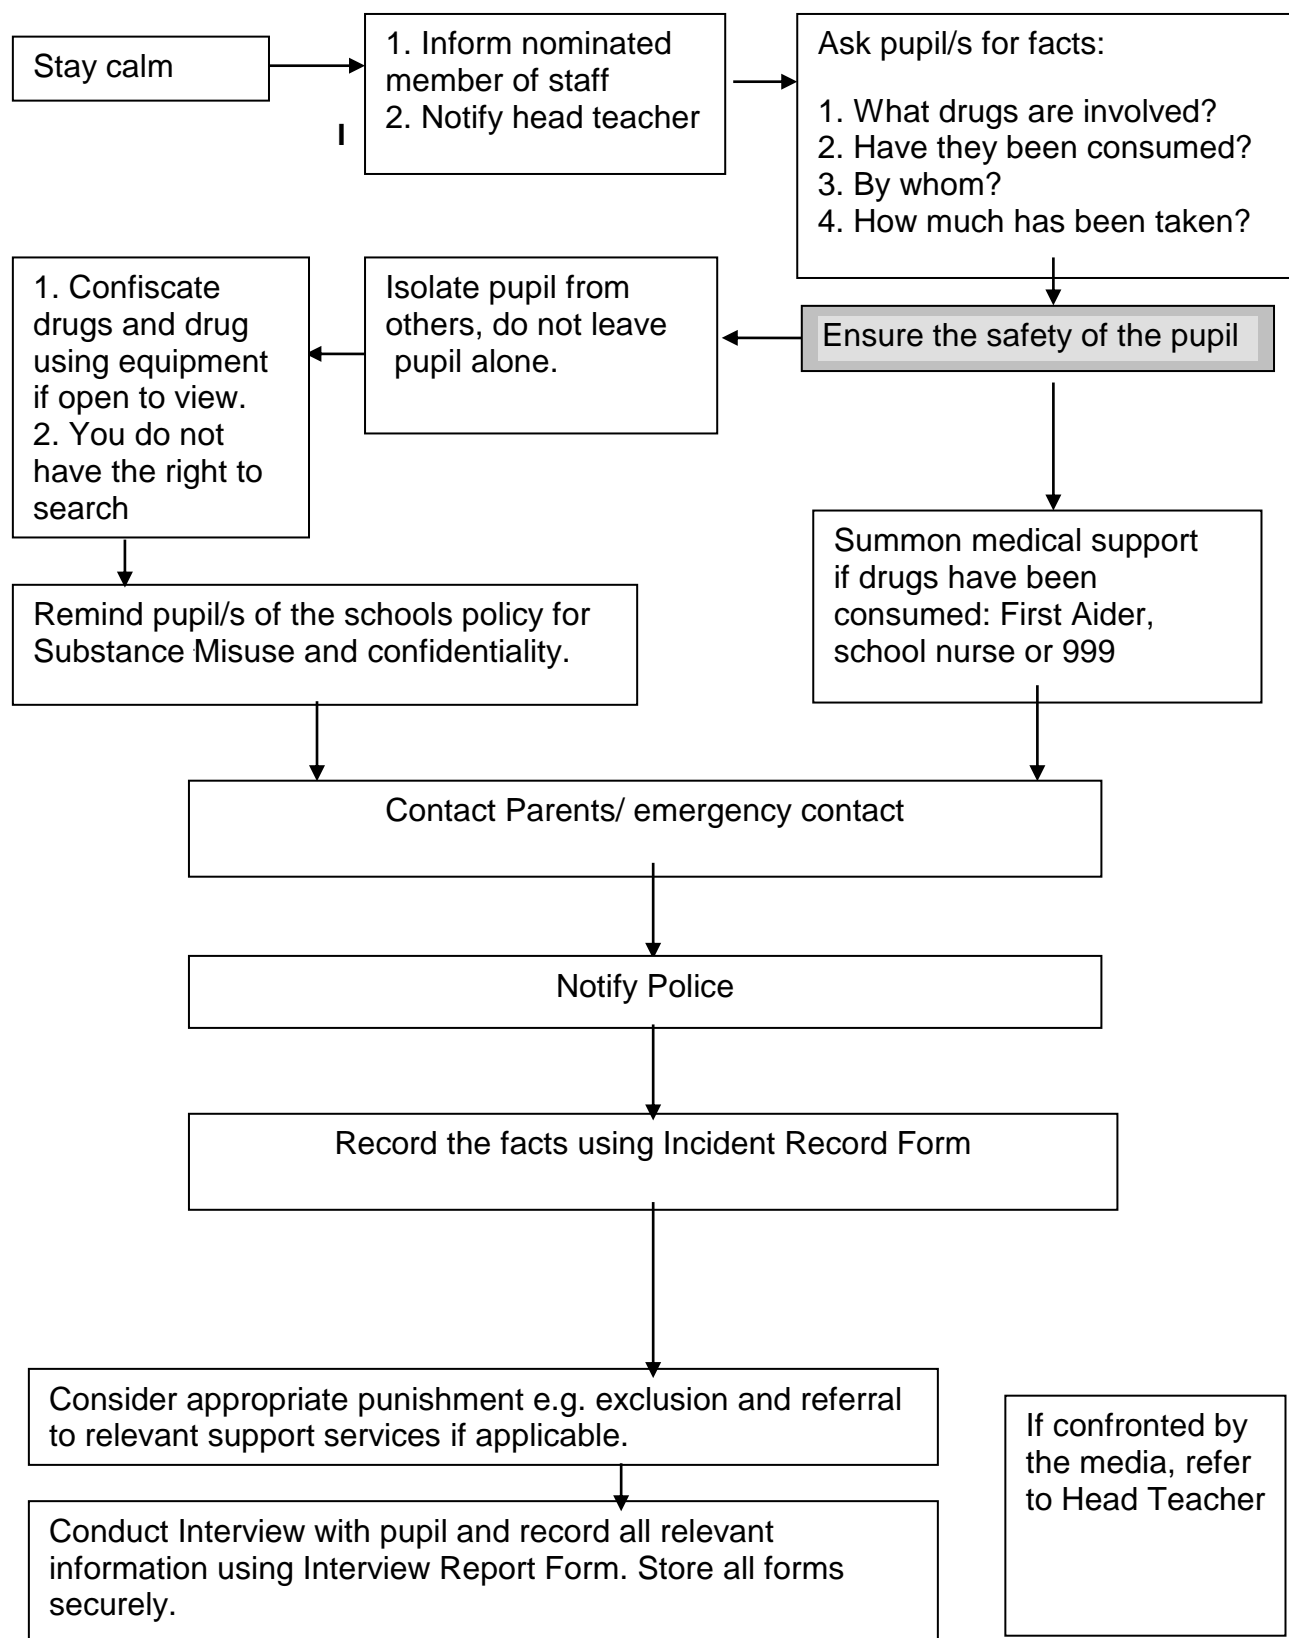 Stay calm
1. Inform nominated
member of staff
2. Notify head teacher
I
Ask pupil/s for facts:
1. What drugs are involved?
2. Have they been consumed?
3. By whom?
4. How much has been taken?
Ensure the safety of the pupil
Isolate pupil from
others, do not leave
pupil alone.
1. Confiscate
drugs and drug
using equipment
if open to view.
2. You do not
have the right to
search
Remind pupil/s of the schools policy for
Substance Misuse and confidentiality.
Summon medical support
if drugs have been
consumed: First Aider,
school nurse or 999
Contact Parents/ emergency contact
Notify Police
Record the facts using Incident Record Form
Consider appropriate punishment e.g. exclusion and referral
to relevant support services if applicable.
Conduct Interview with pupil and record all relevant
information using Interview Report Form. Store all forms
securely.
If confronted by
the media, refer
to Head Teacher